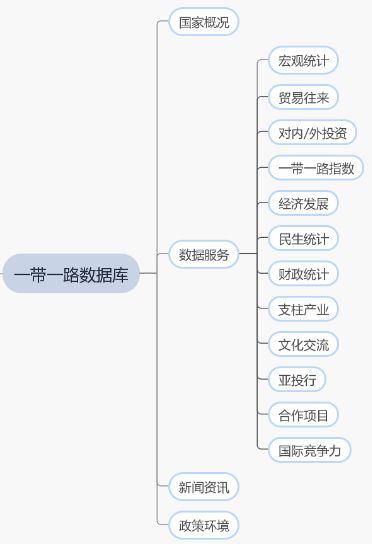 一带一路数据库
国家概况
数据服务
宏观统计
贸易往来
对内/外投资
一带一路指数
经济发展
民生统计
财政统计
支柱产业
文化交流
亚投行
合作项目
国际竞争力
新闻资讯
政策环境